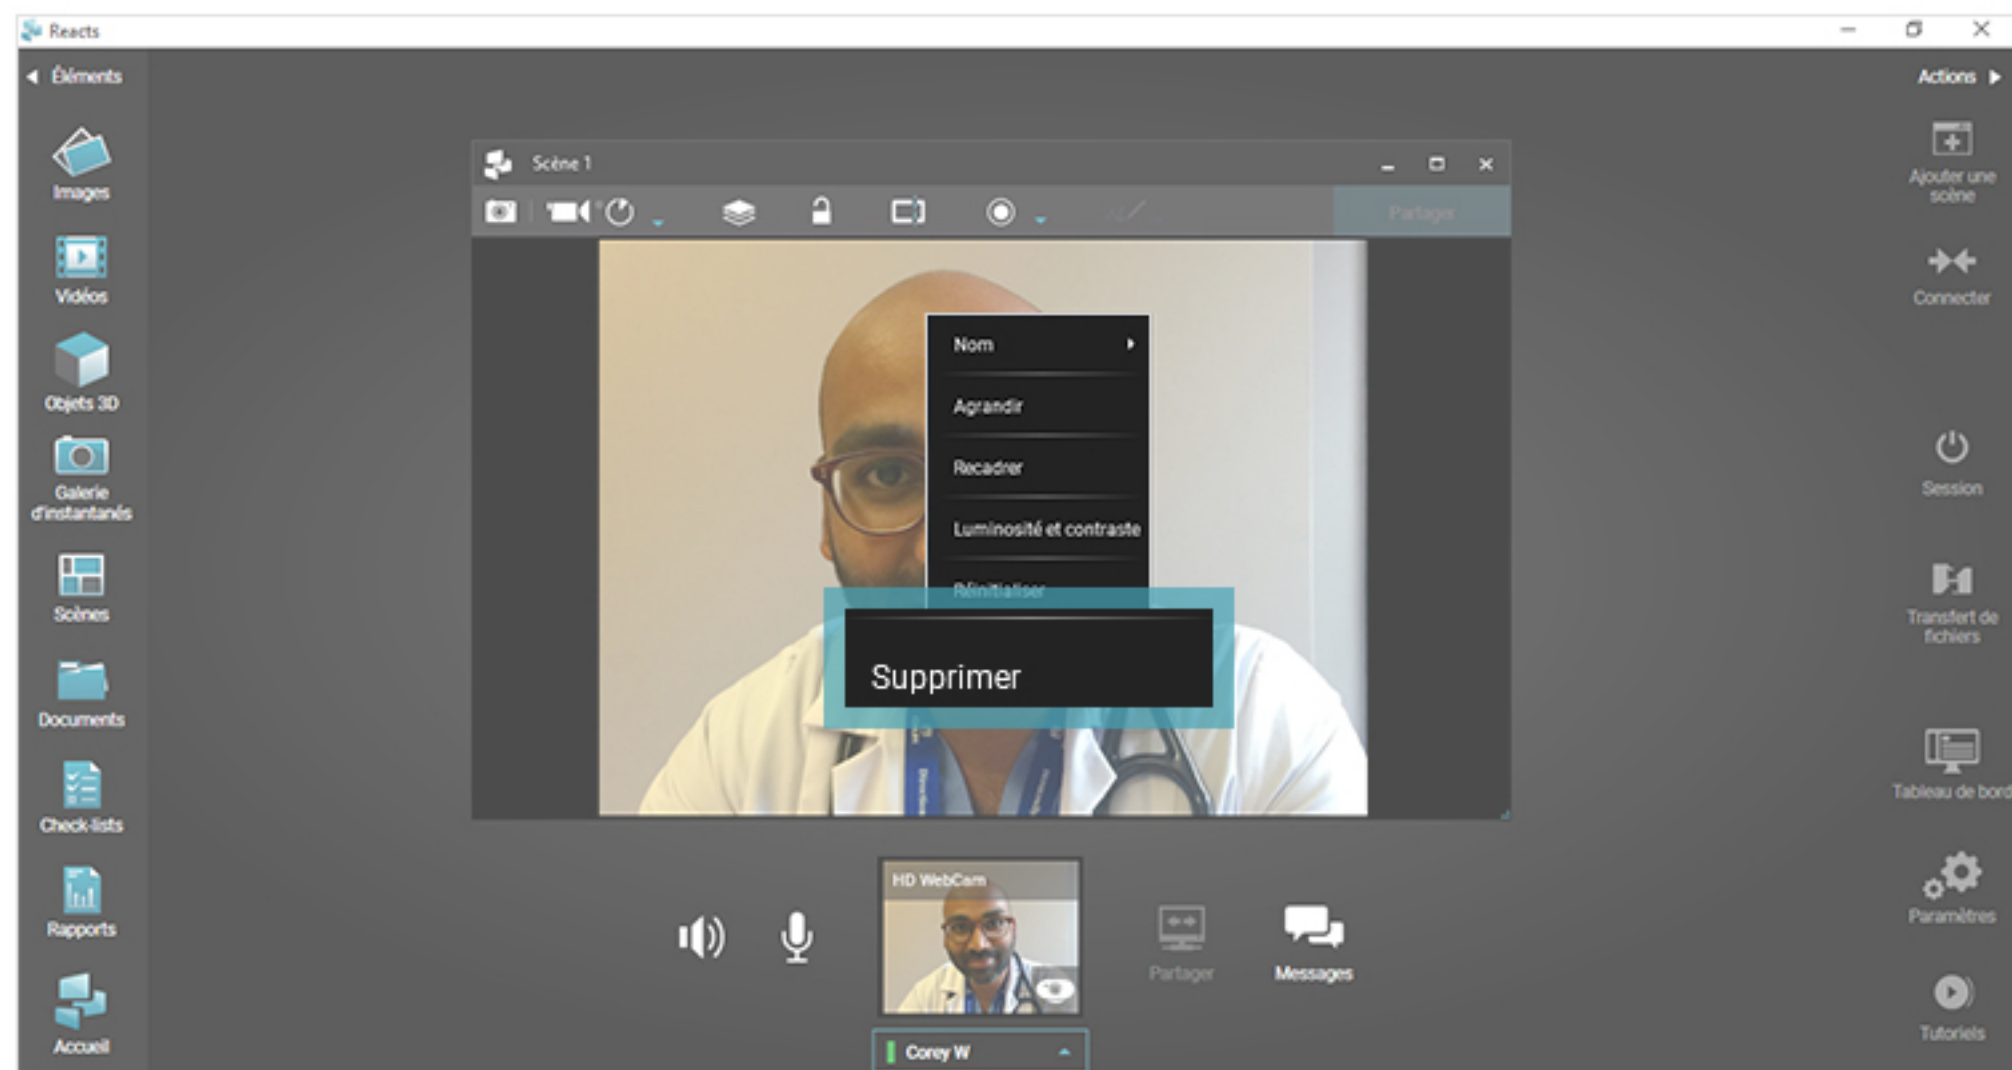 Reacts
Éléments
Actions
Images
Vidéos
Objets 3D
Galerie
d'instantanés
Scènes
Documents
Check-lists
Rapports
Accueil
Scène 1
Partager
Nom
Agrandir
Recadrer
Luminosité et contraste
Réinitialiser
Supprimer
HD WebCam
Corey W
Partager
Messages
Ajouter une
scène
Connecter
Session
Transfert de
fichiers
Tableau de bord
Paramètres
Tutoriels